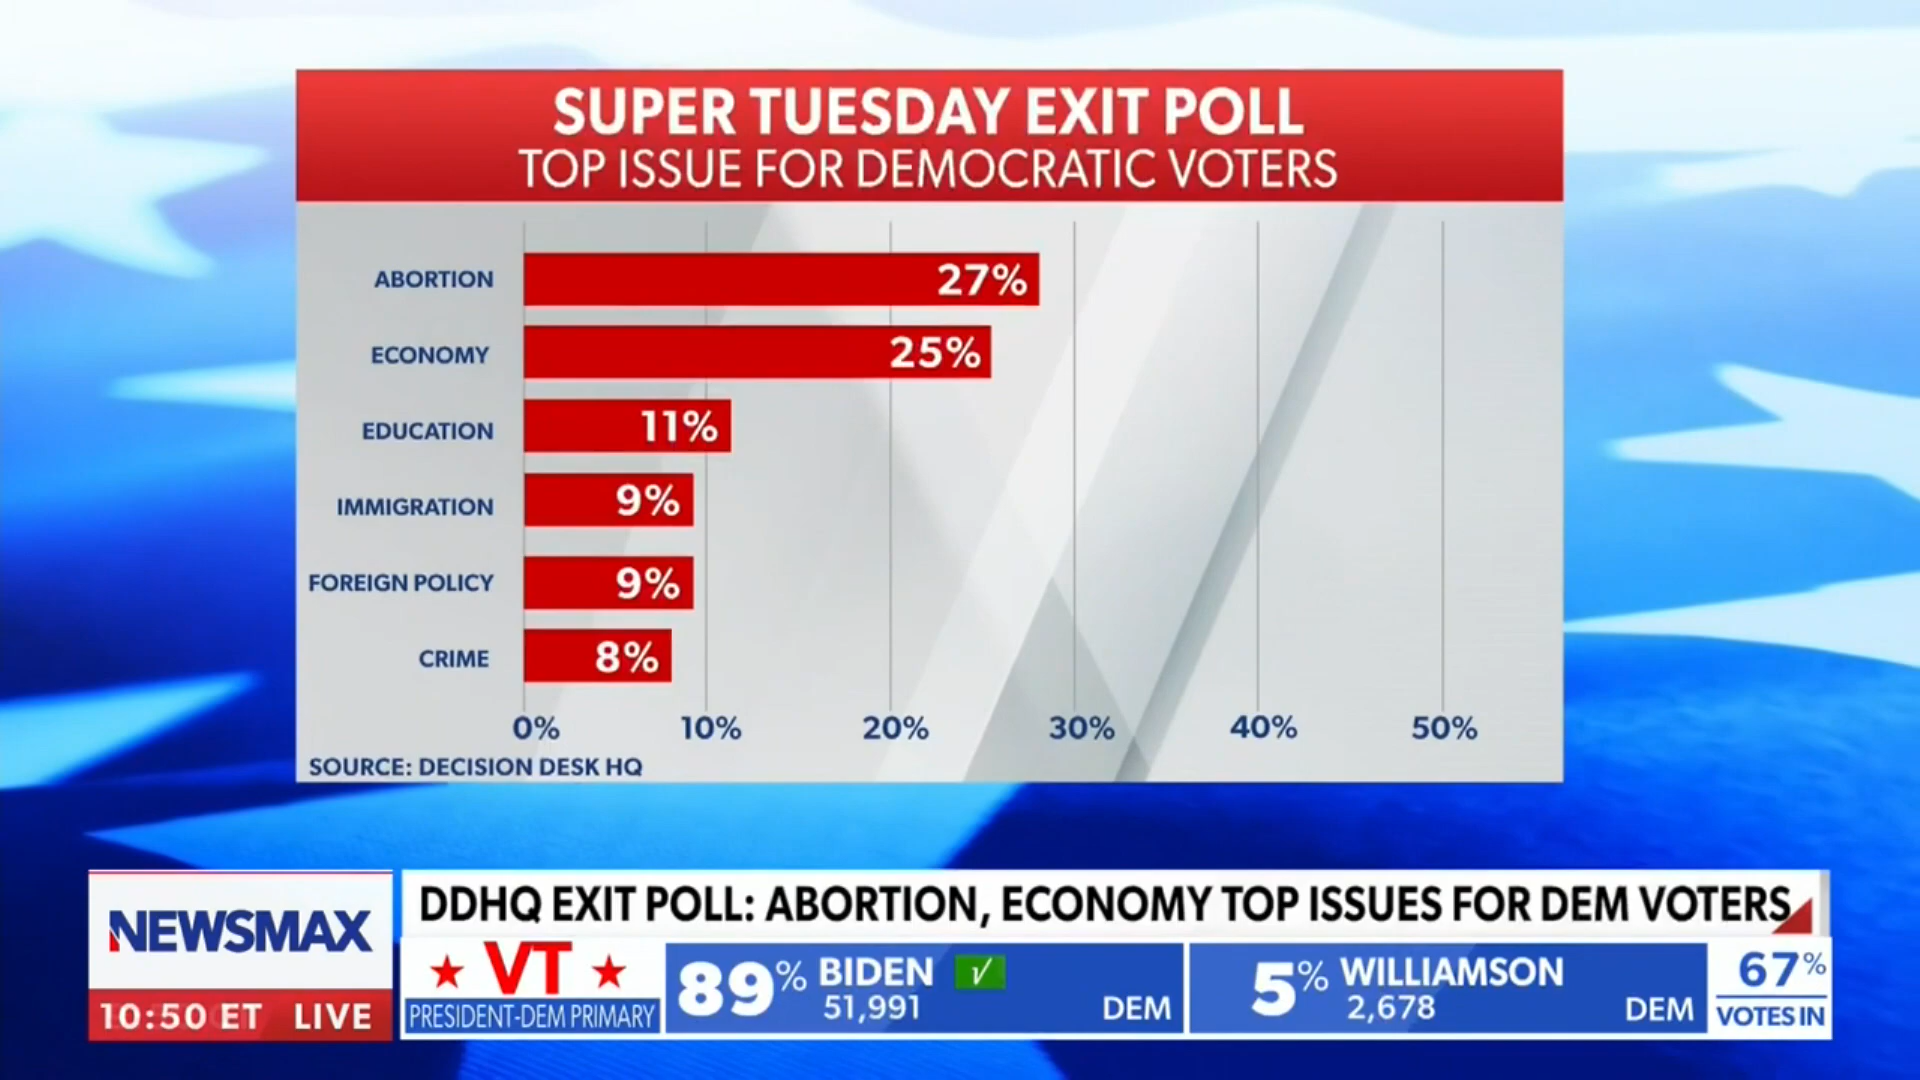 SUPER TUESDAY EXIT POLL
TOP ISSUE FOR DEMOCRATIC VOTERS
ABORTION 27%
ECONOMY 25%
EDUCATION 11%
IMMIGRATION 9%
FOREIGN POLICY 9%
CRIME 8%
0% 10% 20% 30% 40% 50%
SOURCE: DECISION DESK HQ
NEWSMAX
10:50 ET LIVE
DDHQ EXIT POLL: ABORTION, ECONOMY TOP ISSUES FOR DEM VOTERS
VT
PRESIDENT-DEM PRIMARY
89% BIDEN
51,991 DEM
5% WILLIAMSON
2,678 DEM
67%
VOTES IN